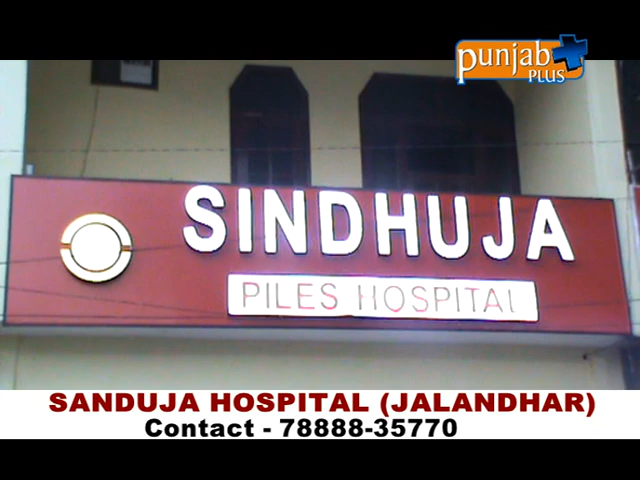 punjab
PLUS
SINDHUJA
PILES HOSPITAL
SANDUJA HOSPITAL (JALANDHAR)
Contact - 78888-35770